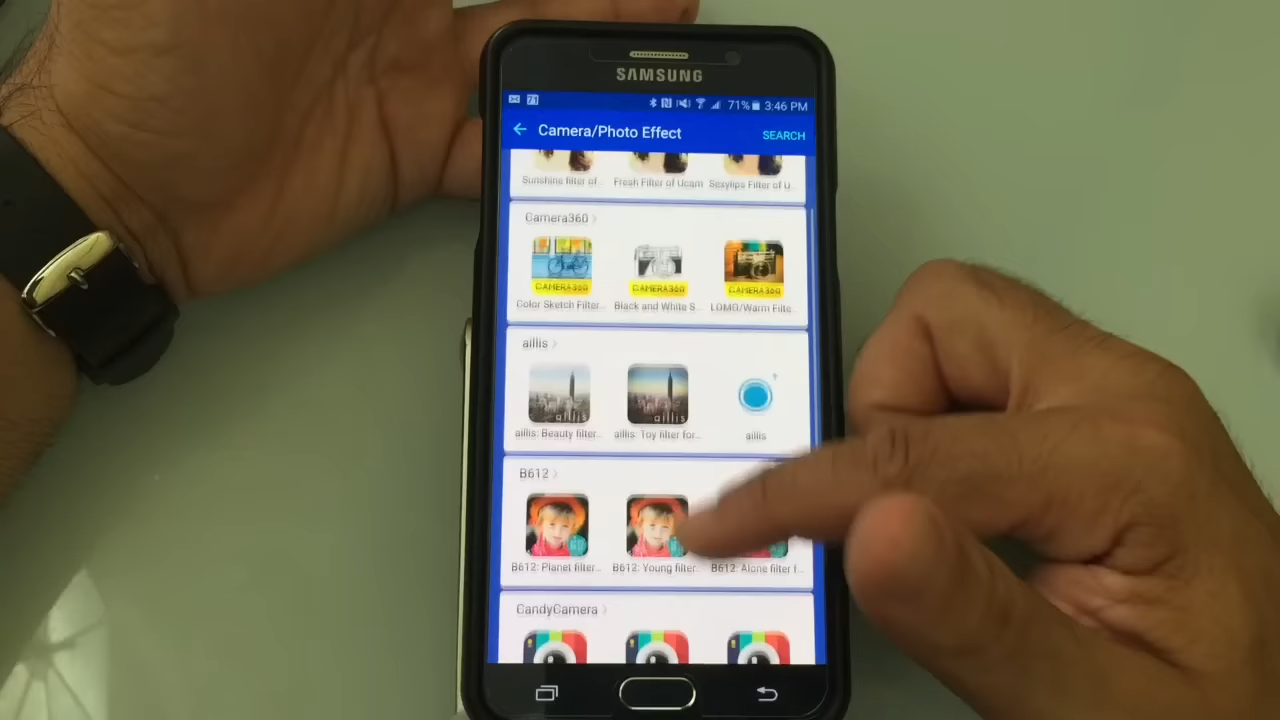 SAMSUNG
71 71% 3:46 PM
Camera/Photo Effect SEARCH
Sunshine filter of.. Fresh Filter of Ucam Sexylips Filter of U..
Camera360
CAMERA360 CAMERA360 CAMERA360
Color Sketch Filter.. Black and White S.. LOMO/Warm Filte..
aillis
aillis aillis
aillis: Beauty filter.. aillis: Toy filter for.. aillis
B612
B612: Planet filter.. B612: Young filter.. B612: Alone filter f..
CandyCamera